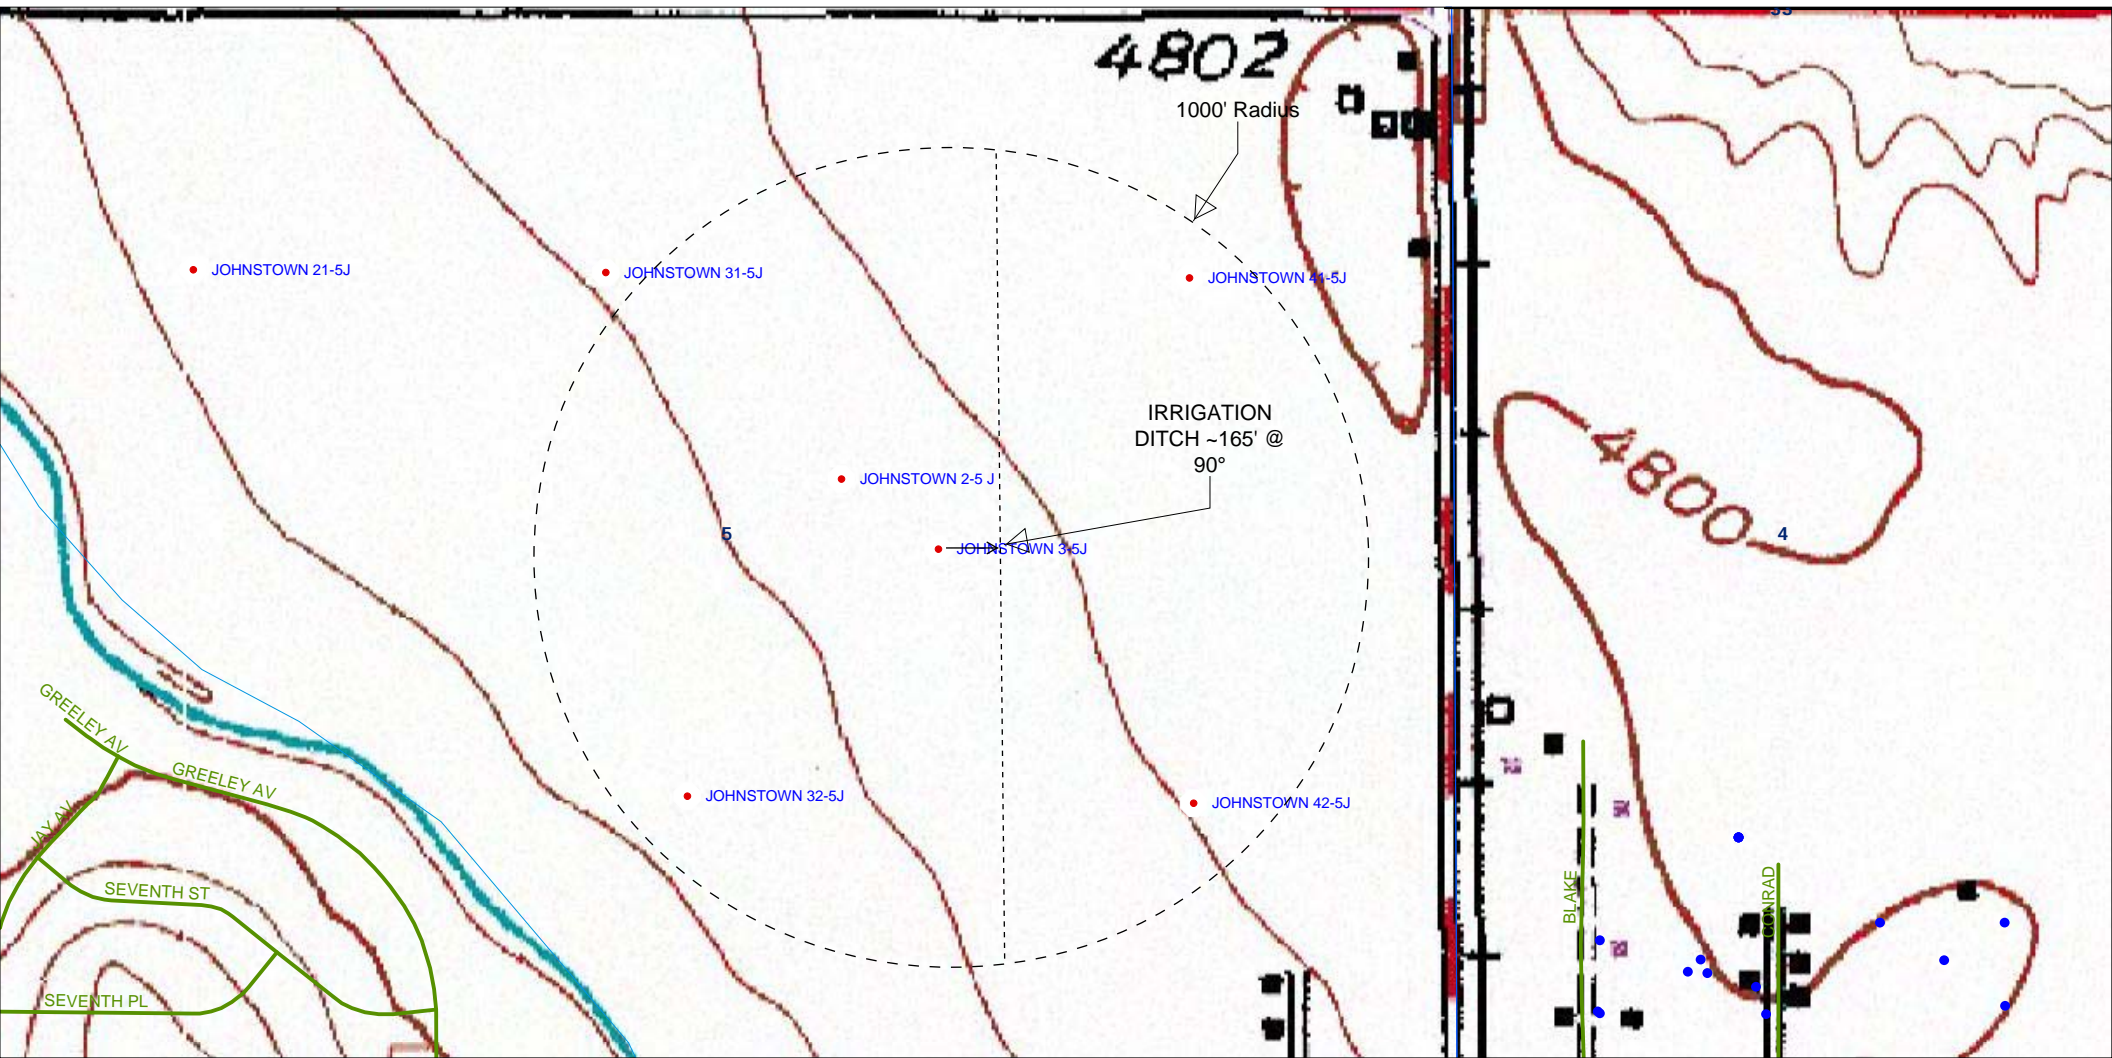 4802
1000' Radius
JOHNSTOWN 21-5J
JOHNSTOWN 31-5J
JOHNSTOWN 41-5J
IRRIGATION
DITCH ~165' @
90°
4800
JOHNSTOWN 2-5 J
5
4
JOHNSTOWN 3-5J
GREELEY AV
GREELEY AV
JAY AV
JOHNSTOWN 32-5J
JOHNSTOWN 42-5J
SEVENTH ST
BLAKE
CONRAD
SEVENTH PL